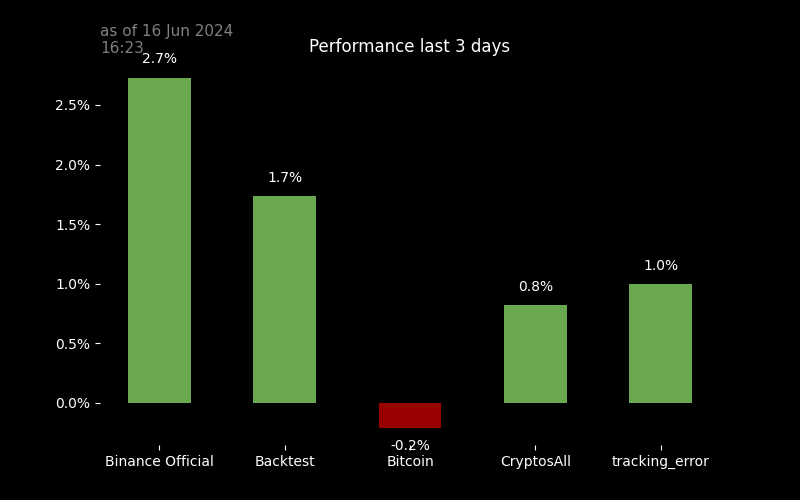 as of 16 Jun 2024
16:23
Performance last 3 days
2.7%
2.5%
2.0%
1.7%
1.5%
1.0%
1.0%
0.8%
0.5%
0.0%
-0.2%
Binance Official
Backtest
Bitcoin
CryptosAll
tracking_error